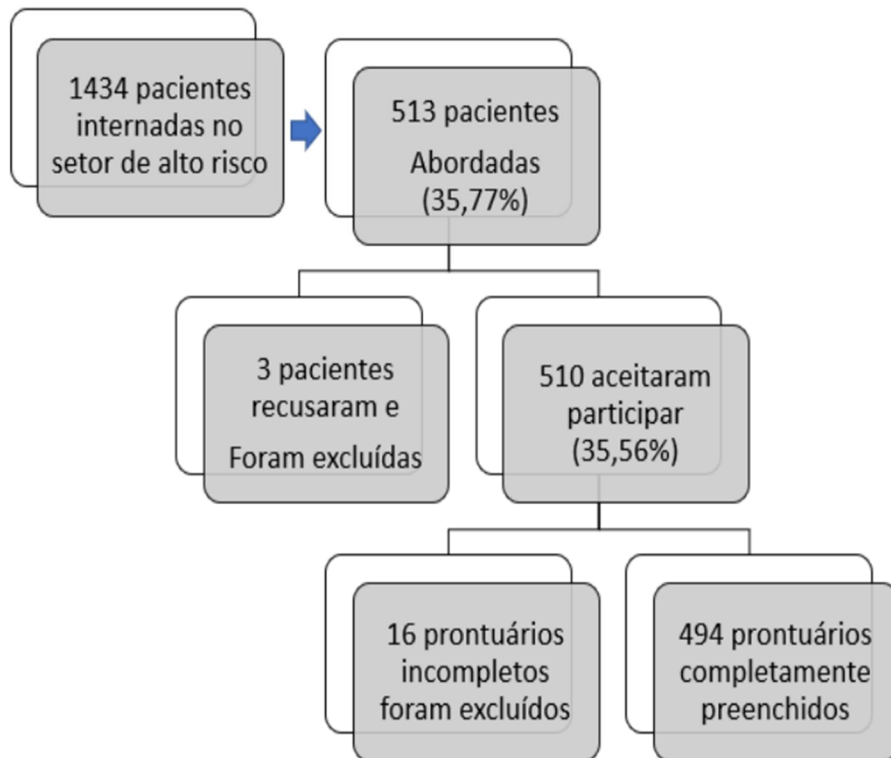 1434 pacientes
internadas no
setor de alto risco
513 pacientes
Abordadas
(35,77%)
3 pacientes
recusaram e
Foram excluídas
510 aceitaram
participar
(35,56%)
16 prontuários
incompletos
foram excluídos
494 prontuários
completamente
preenchidos